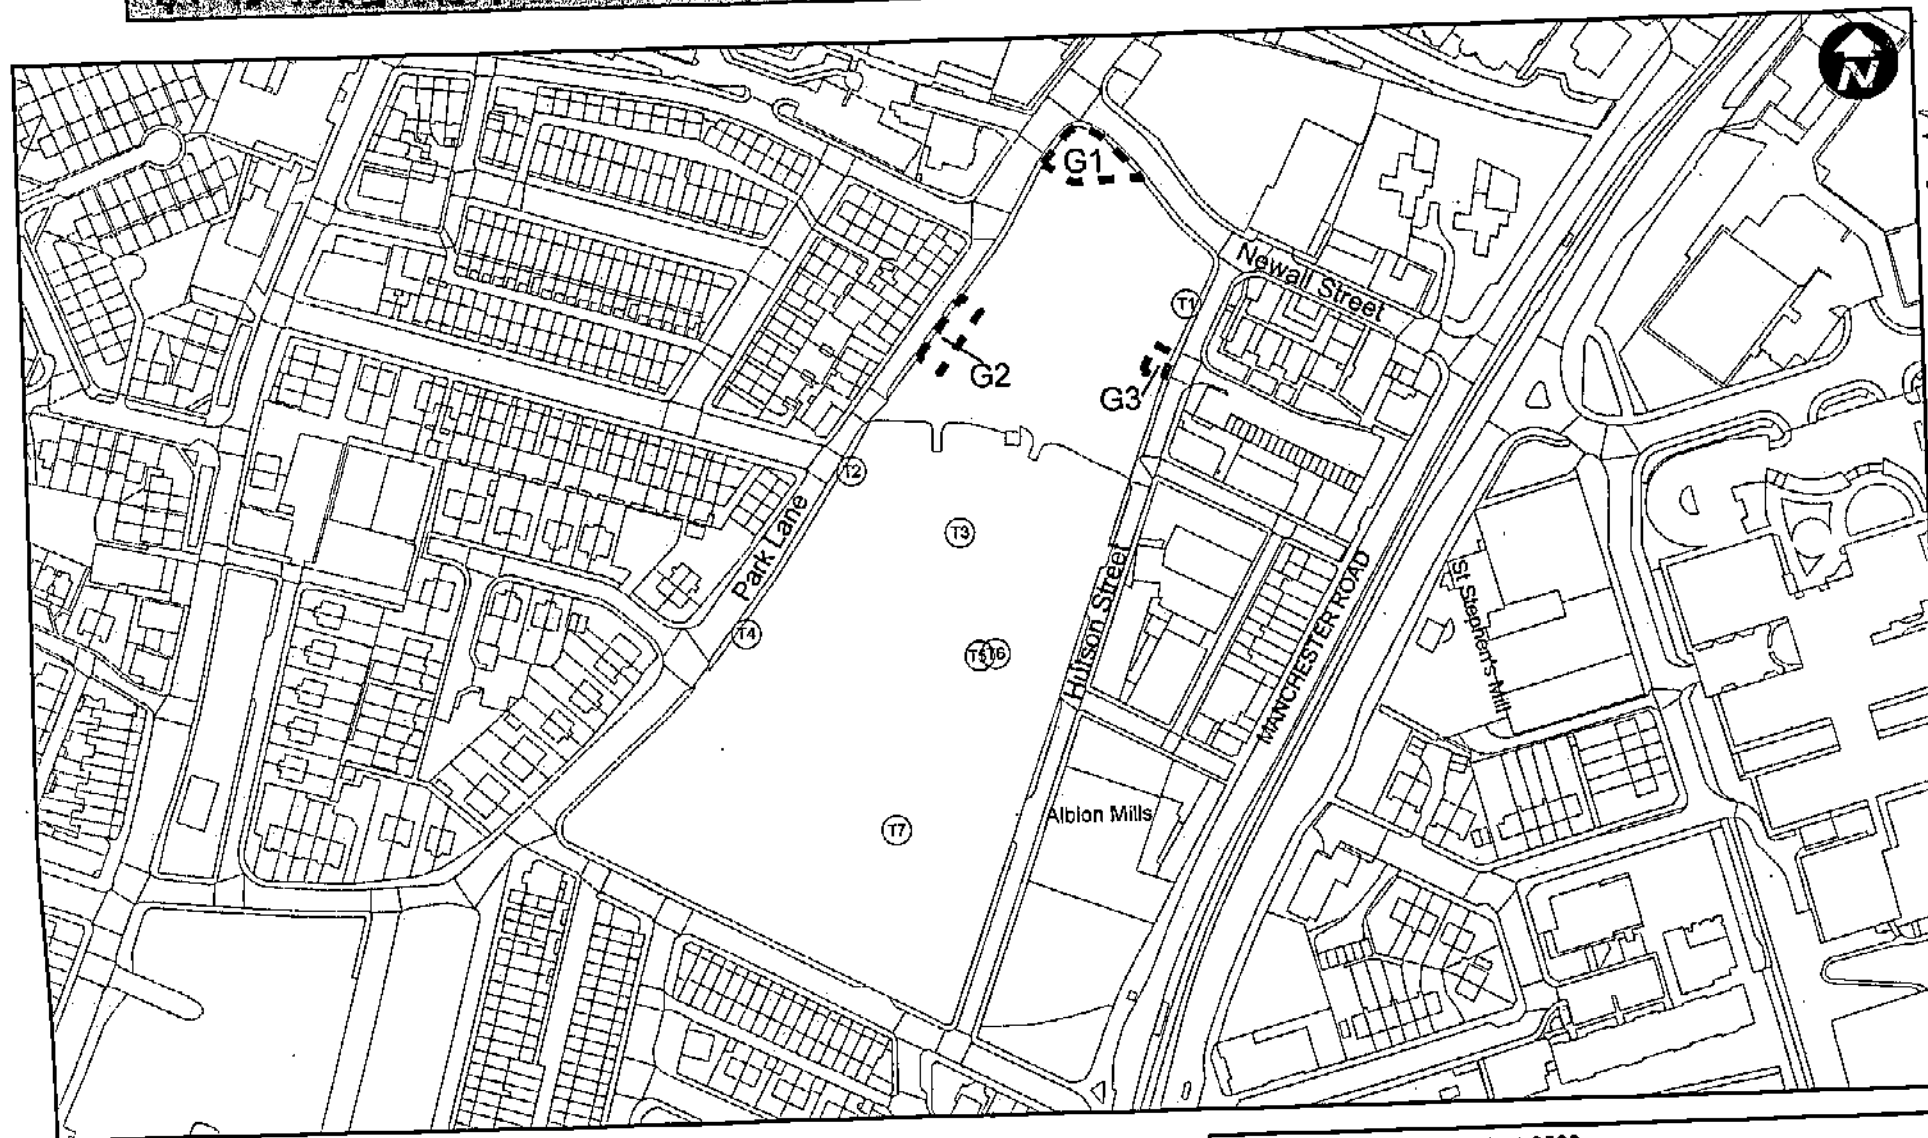 N
G1
Newall Street
T1
G2
G3
T2
T3
Park Lane
Hutson Street
MANCHESTER ROAD
St Stephen's Mill
T4
T5
T6
Albion Mills
T7